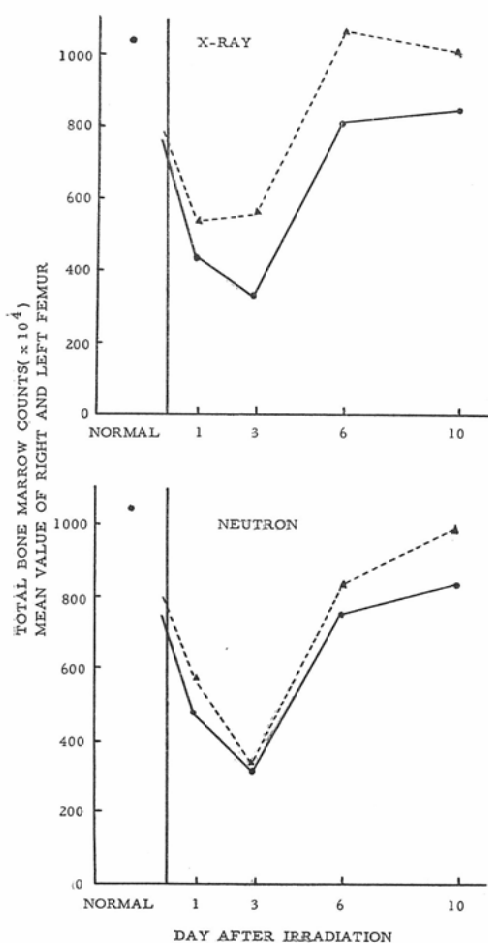 TOTAL BONE MARROW COUNTS( x 10⁴)
MEAN VALUE OF RIGHT AND LEFT FEMUR
X-RAY
1000
800
600
400
200
0
NORMAL 1 3 6 10
NEUTRON
1000
800
600
400
200
0
NORMAL 1 3 6 10
DAY AFTER IRRADIATION